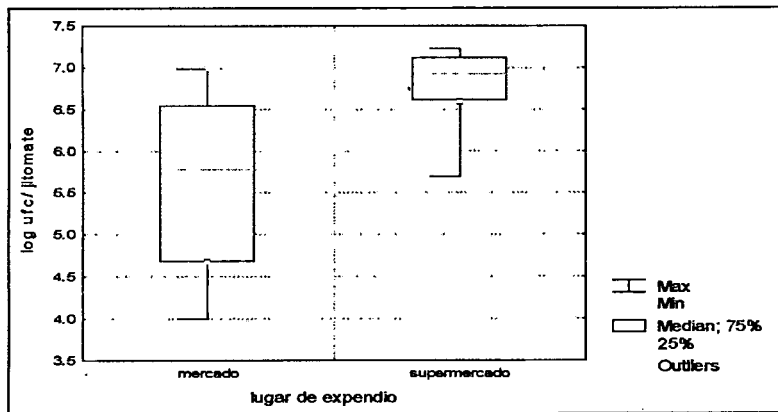 log ufc/ jitomate
7.5
7.0
6.5
6.0
5.5
5.0
4.5
4.0
3.5
mercado
supermercado
lugar de expendio
Max
Min
Median; 75%
25%
Outliers